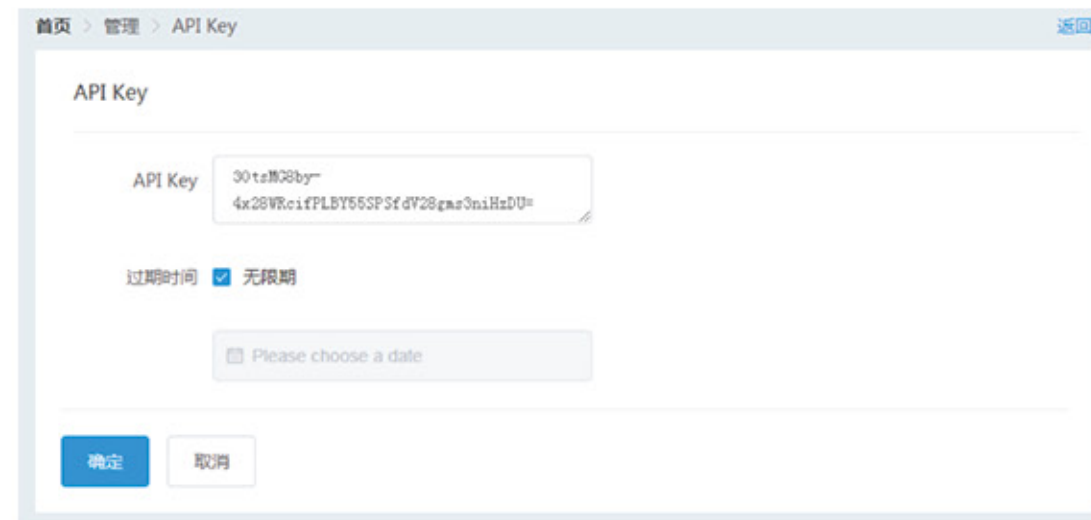 首页 > 管理 > API Key
返回
API Key
API Key
30tsMG8by-
4x28WRcifPLBY55SPSfdV28gms3niHzDU=
过期时间 无限期
Please choose a date
确定 取消